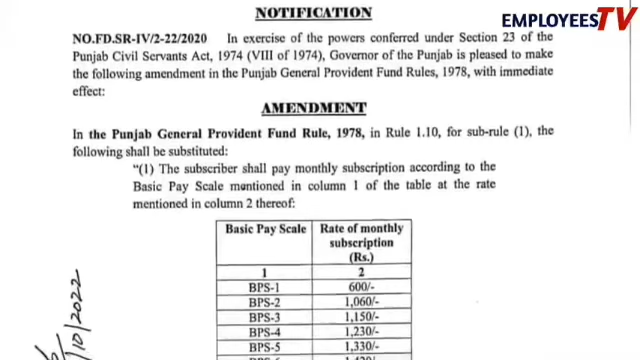 NOTIFICATION
EMPLOYEESTV
NO.FD.SR-IV/2-22/2020 In exercise of the powers conferred under Section 23 of the
Punjab Civil Servants Act, 1974 (VIII of 1974), Governor of the Punjab is pleased to make
the following amendment in the Punjab General Provident Fund Rules, 1978, with immediate
effect:
AMENDMENT
In the Punjab General Provident Fund Rule, 1978, in Rule 1.10, for sub-rule (1), the
following shall be substituted:
"(1) The subscriber shall pay monthly subscription according to the
Basic Pay Scale mentioned in column 1 of the table at the rate
mentioned in column 2 thereof:
Basic Pay Scale Rate of monthly
subscription
(Rs.)
1 2
BPS-1 600/-
BPS-2 1,060/-
BPS-3 1,150/-
BPS-4 1,230/-
BPS-5 1,330/-
/10/2022